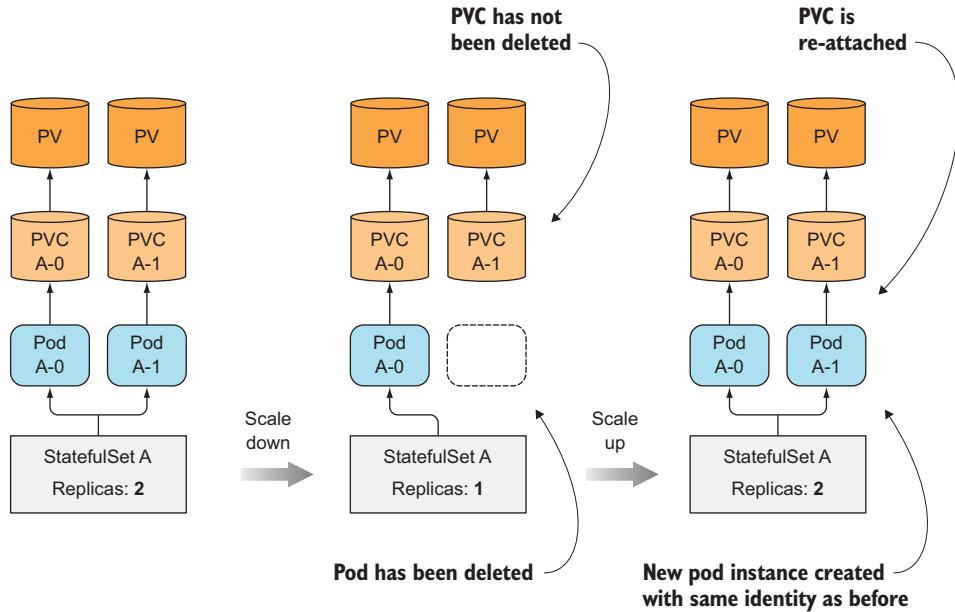 PVC has not
been deleted
PVC is
re-attached
PV
PV
PV
PV
PV
PV
PVC
A-0
PVC
A-1
PVC
A-0
PVC
A-1
PVC
A-0
PVC
A-1
Pod
A-0
Pod
A-1
Pod
A-0
Pod
A-0
Pod
A-1
Scale
down
Scale
up
StatefulSet A
Replicas: 2
StatefulSet A
Replicas: 1
StatefulSet A
Replicas: 2
Pod has been deleted
New pod instance created
with same identity as before